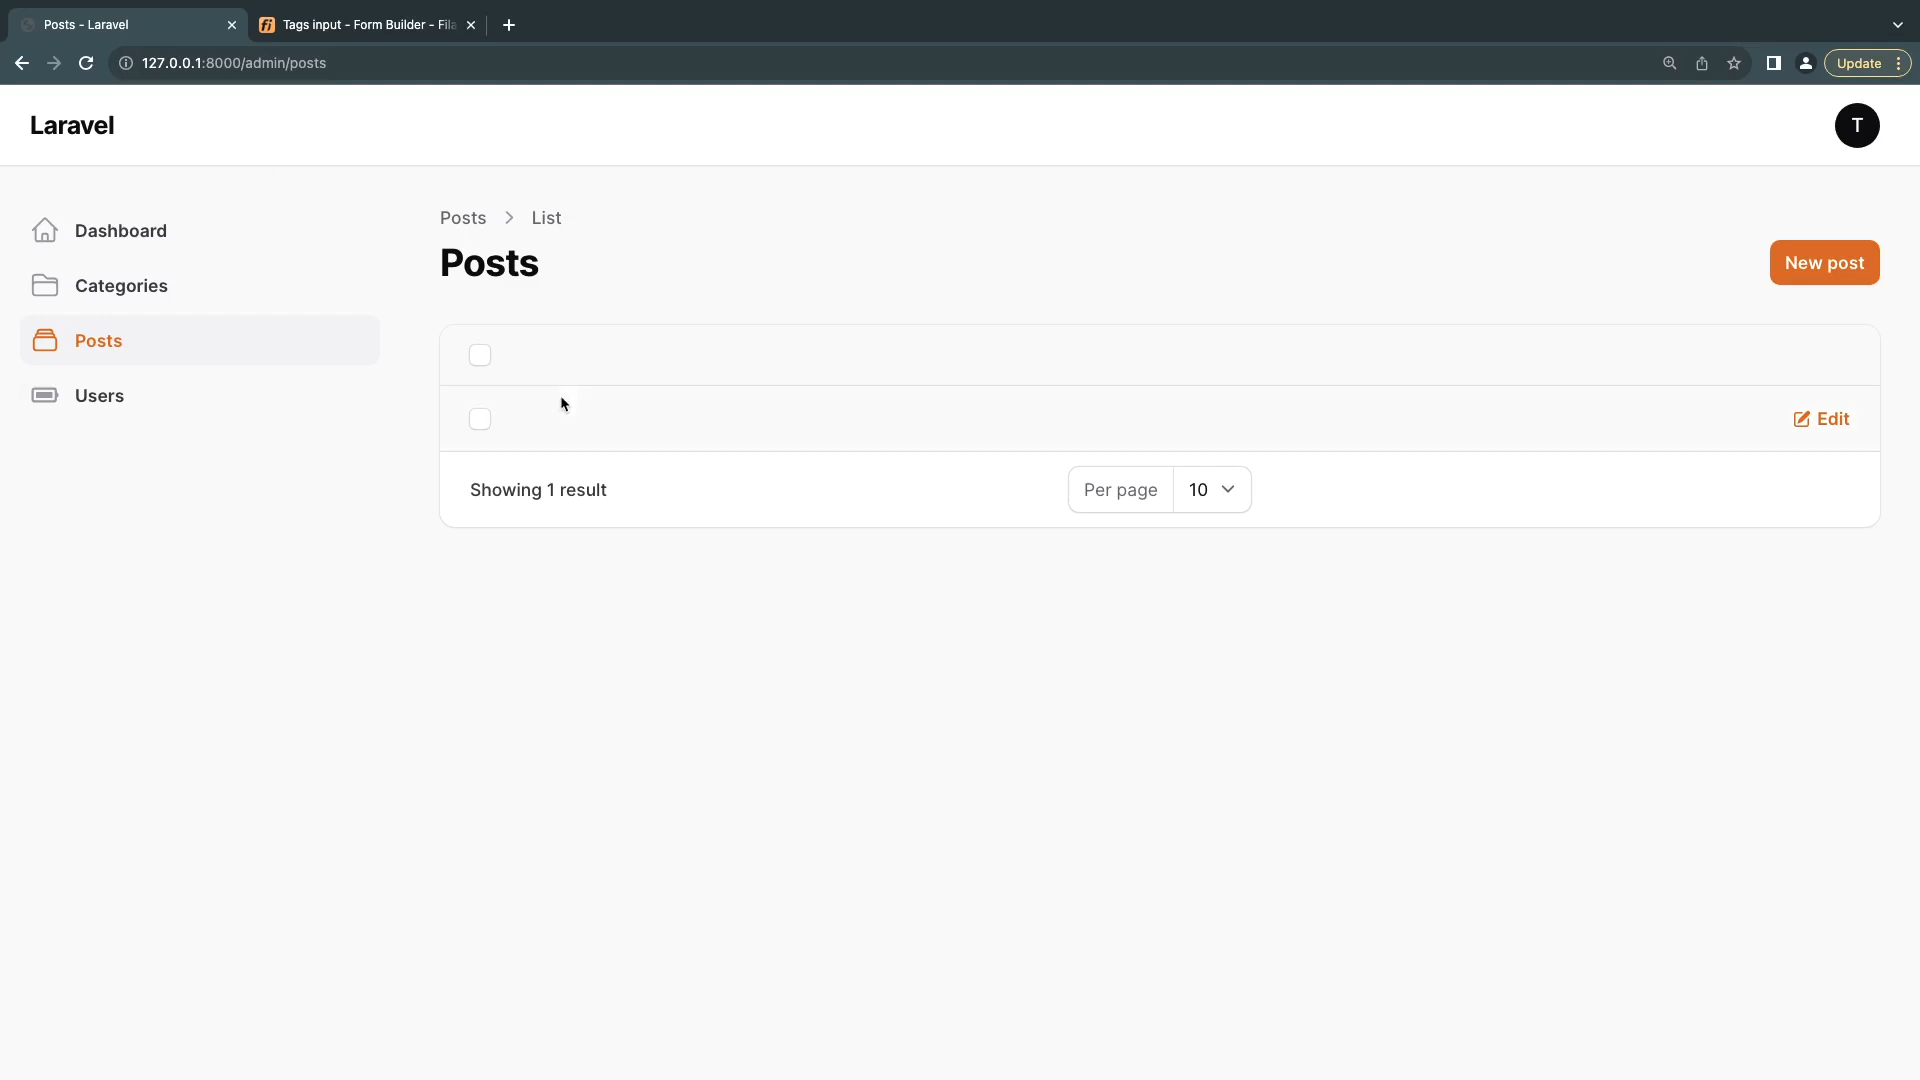 Posts - Laravel
Tags input - Form Builder - Fila
127.0.0.1:8000/admin/posts
Update
Laravel
T
Dashboard
Categories
Posts
Users
Posts > List
Posts
New post
Edit
Showing 1 result
Per page 10